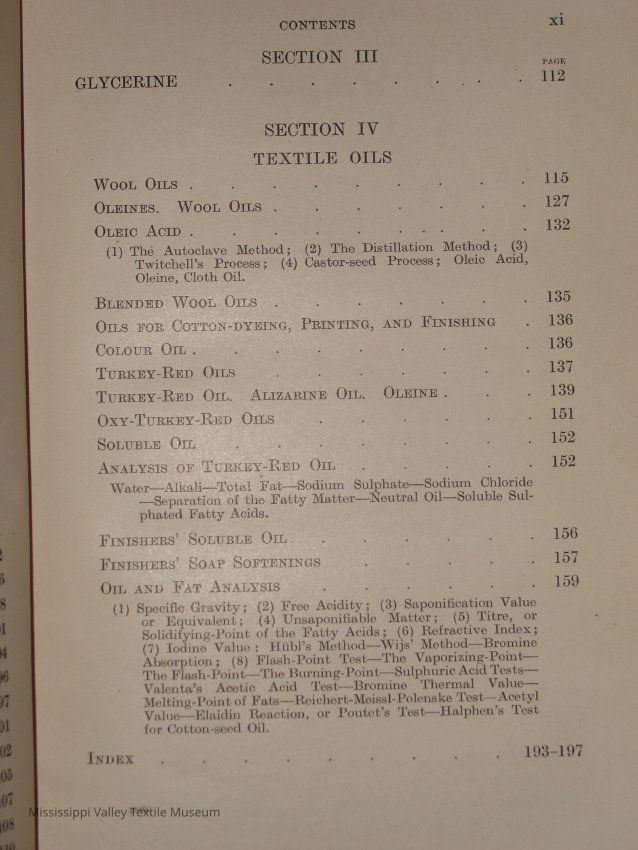 CONTENTS xi
SECTION III
PAGE
GLYCERINE . . . . . . . . . 112
SECTION IV
TEXTILE OILS
WOOL OILS . . . . . . . . . 115
OLEINES. WOOL OILS . . . . . . . 127
OLEIC ACID . . . . . . . . . 132
(1) The Autoclave Method; (2) The Distillation Method; (3)
Twitchell's Process; (4) Castor-seed Process; Oleic Acid,
Oleine, Cloth Oil.
BLENDED WOOL OILS . . . . . . . 135
OILS FOR COTTON-DYEING, PRINTING, AND FINISHING . 136
COLOUR OIL . . . . . . . . . 136
TURKEY-RED OILS . . . . . . . 137
TURKEY-RED OIL. ALIZARINE OIL. OLEINE . . . 139
OXY-TURKEY-RED OILS . . . . . . 151
SOLUBLE OIL . . . . . . . . 152
ANALYSIS OF TURKEY-RED OIL . . . . . 152
Water—Alkali—Total Fat—Sodium Sulphate—Sodium Chloride
—Separation of the Fatty Matter—Neutral Oil—Soluble Sul-
phated Fatty Acids.
FINISHERS' SOLUBLE OIL . . . . . . 156
FINISHERS' SOAP SOFTENINGS . . . . . 157
OIL AND FAT ANALYSIS . . . . . . 159
(1) Specific Gravity; (2) Free Acidity; (3) Saponification Value
or Equivalent; (4) Unsaponifiable Matter; (5) Titre, or
Solidifying-Point of the Fatty Acids; (6) Refractive Index;
(7) Iodine Value: Hübl's Method—Wijs' Method—Bromine
Absorption; (8) Flash-Point Test—The Vaporizing-Point—
The Flash-Point—The Burning-Point—Sulphuric Acid Tests—
Valenta's Acetic Acid Test—Bromine Thermal Value—
Melting-Point of Fats—Reichert-Meissl-Polenske Test—Acetyl
Value—Elaidin Reaction, or Poutet's Test—Halphen's Test
for Cotton-seed Oil.
INDEX . . . . . . . . . 193–197
Mississippi Valley Textile Museum